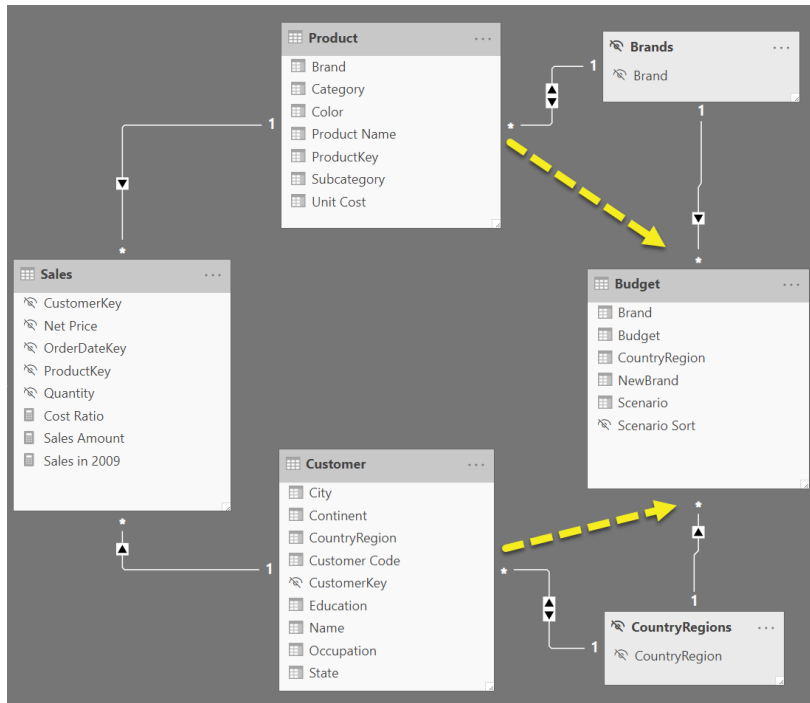 Product ...
Brand
Category
Color
Product Name
ProductKey
Subcategory
Unit Cost
Brands ...
Brand
1
*
1
1
*
*
Sales ...
CustomerKey
Net Price
OrderDateKey
ProductKey
Quantity
Cost Ratio
Sales Amount
Sales in 2009
Budget ...
Brand
Budget
CountryRegion
NewBrand
Scenario
Scenario Sort
Customer ...
City
Continent
CountryRegion
Customer Code
CustomerKey
Education
Name
Occupation
State
*
1
*
*
1
1
CountryRegions ...
CountryRegion